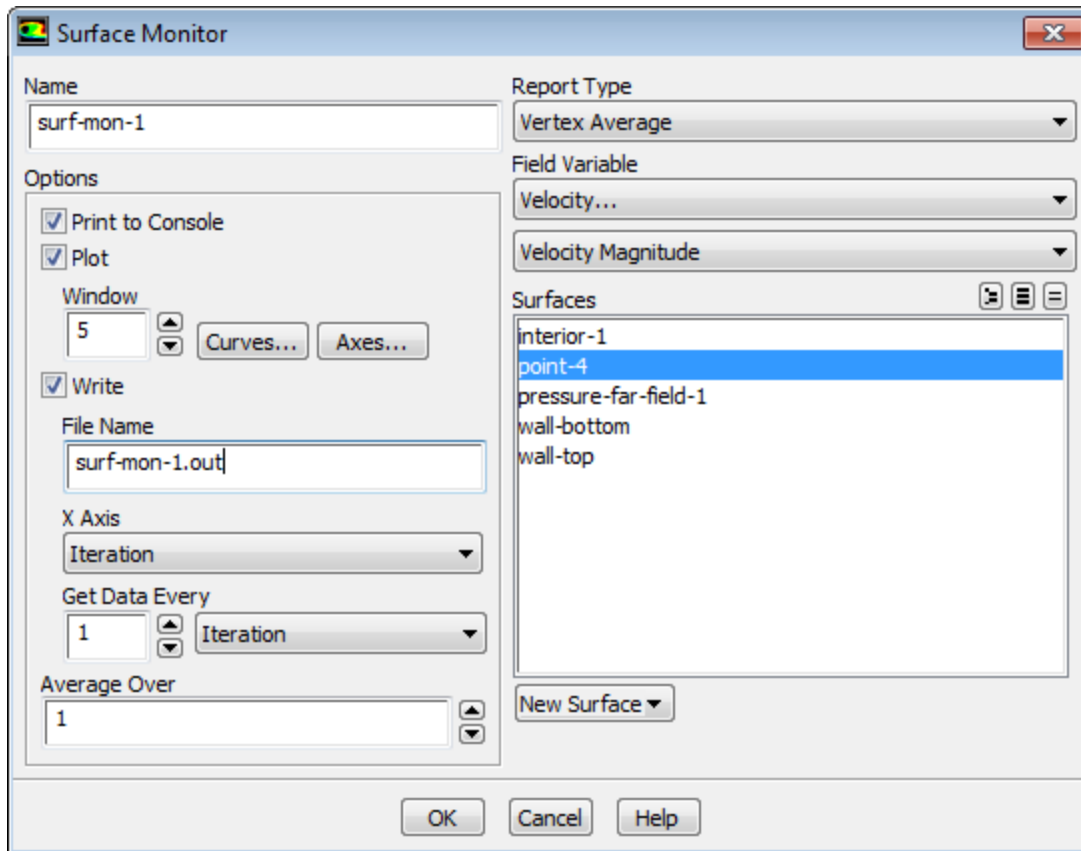 Surface Monitor
Name
surf-mon-1
Options
Print to Console
Plot
Window
5
Curves...
Axes...
Write
File Name
surf-mon-1.out
X Axis
Iteration
Get Data Every
1
Iteration
Average Over
1
Report Type
Vertex Average
Field Variable
Velocity...
Velocity Magnitude
Surfaces
interior-1
point-4
pressure-far-field-1
wall-bottom
wall-top
New Surface
OK
Cancel
Help